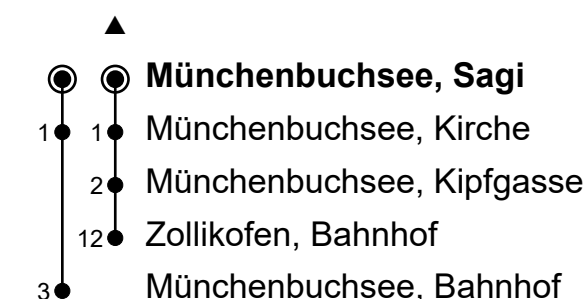 ▲
Münchenbuchsee, Sagi
1 1 Münchenbuchsee, Kirche
2 Münchenbuchsee, Kipfgasse
12 Zollikofen, Bahnhof
3 Münchenbuchsee, Bahnhof